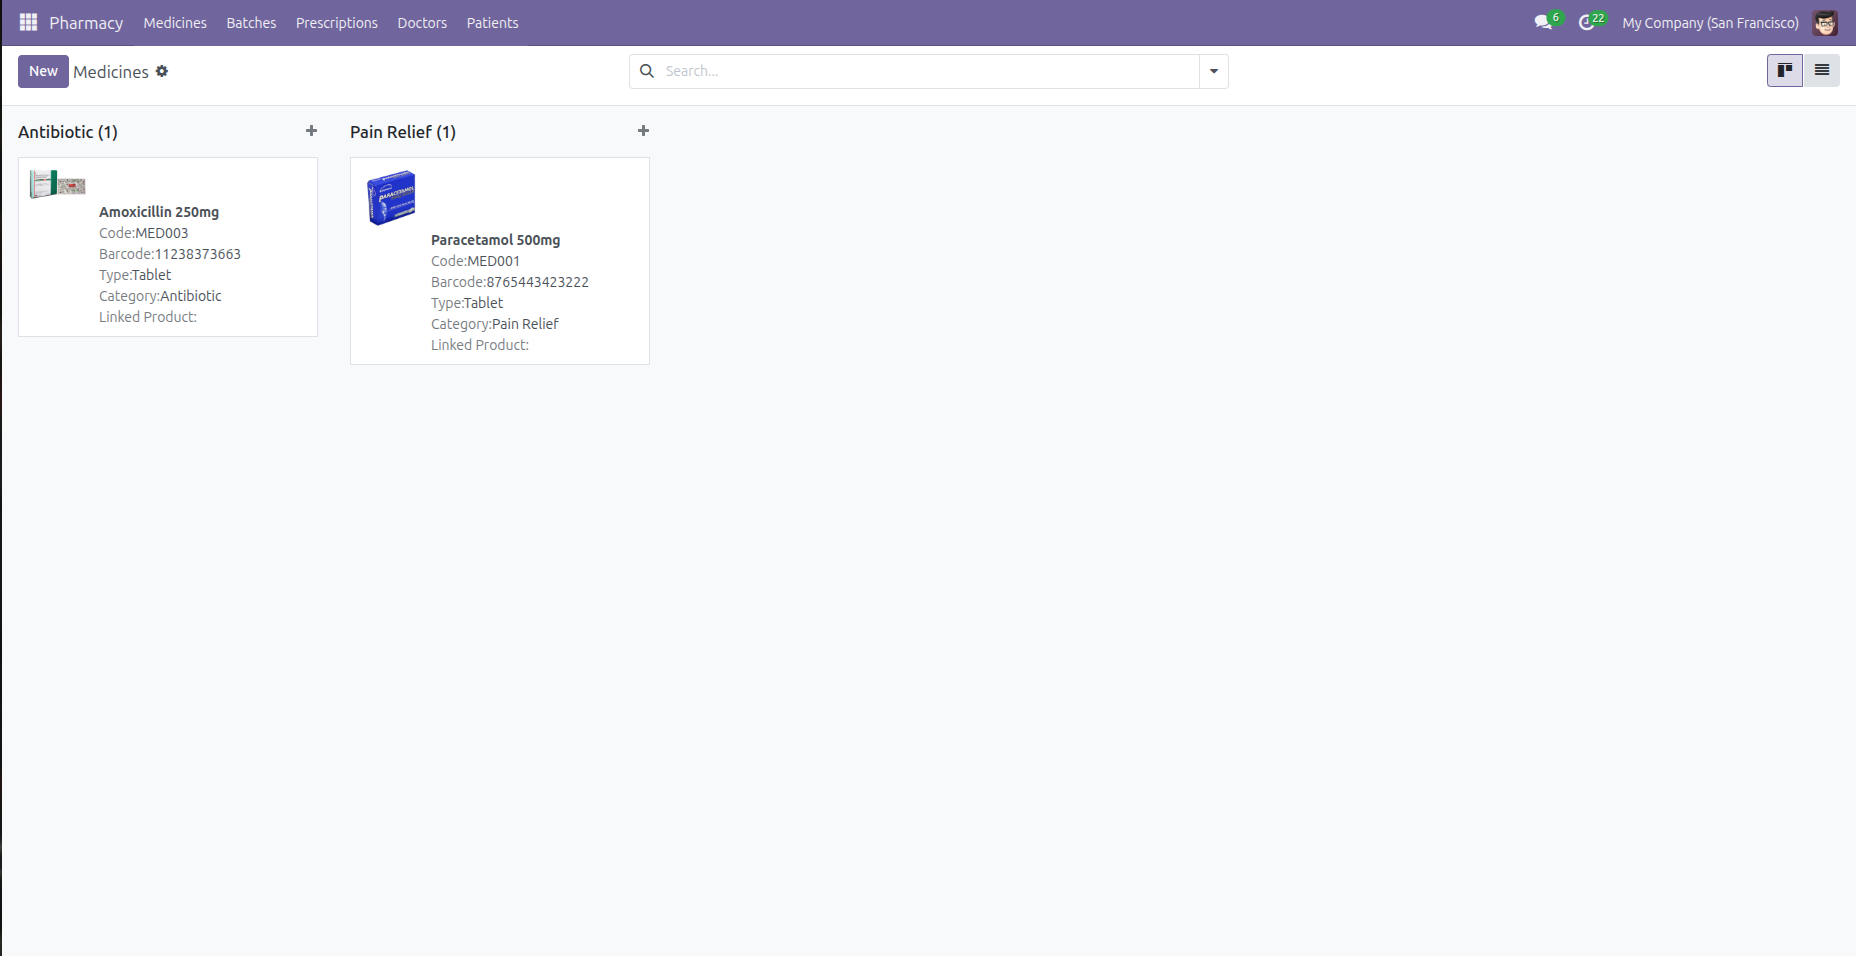 Pharmacy Medicines Batches Prescriptions Doctors Patients 6 22 My Company (San Francisco)
New Medicines Search...
Antibiotic (1)
Amoxicillin 250mg
Code:MED003
Barcode:11238373663
Type:Tablet
Category:Antibiotic
Linked Product:
Pain Relief (1)
PARACETAMOL
Paracetamol 500mg
Code:MED001
Barcode:8765443423222
Type:Tablet
Category:Pain Relief
Linked Product: